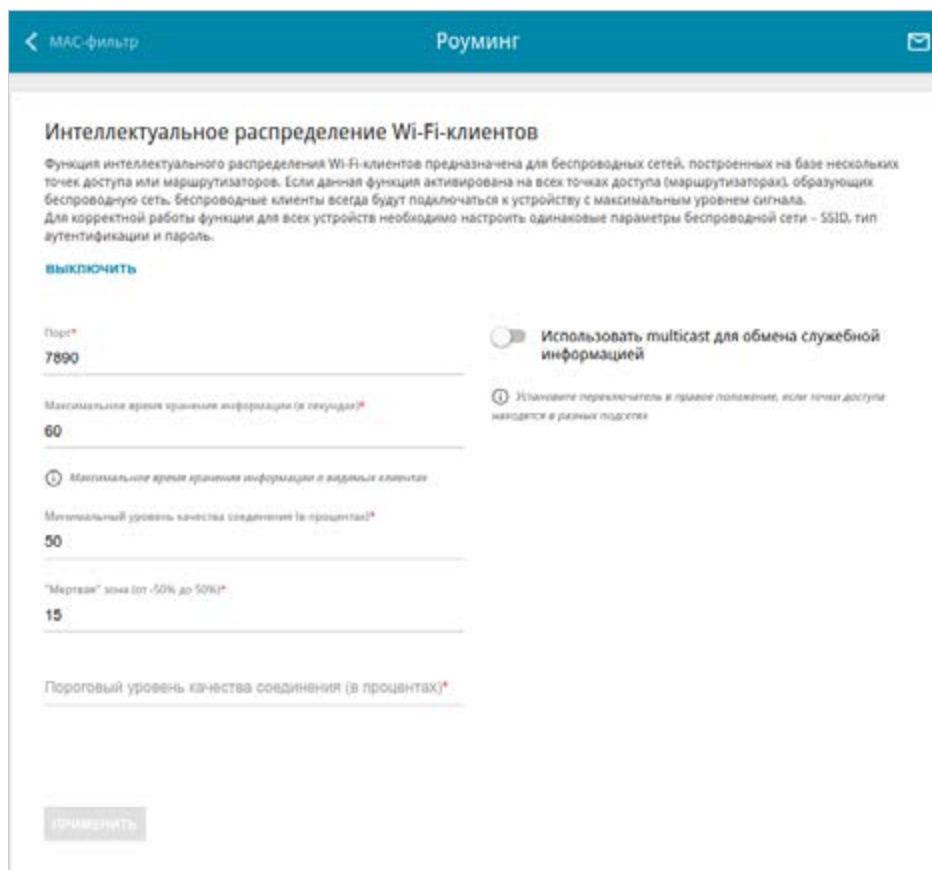 МАС-фильтр
Роуминг
Интеллектуальное распределение Wi-Fi-клиентов
Функция интеллектуального распределения Wi-Fi-клиентов предназначена для беспроводных сетей, построенных на базе нескольких
точек доступа или маршрутизаторов. Если данная функция активирована на всех точках доступа (маршрутизаторах), образующих
беспроводную сеть, беспроводные клиенты всегда будут подключаться к устройству с максимальным уровнем сигнала.
Для корректной работы функции для всех устройств необходимо настроить одинаковые параметры беспроводной сети – SSID, тип
аутентификации и пароль.
ВЫКЛЮЧИТЬ
Порт*
7890
Использовать multicast для обмена служебной
информацией
Установите переключатель в правое положение, если точки доступа
находятся в разных подсетях
Максимальное время хранения информации (в секундах)*
60
Максимальное время хранения информации о видимых клиентах
Минимальный уровень качества соединения (в процентах)*
50
"Мертвая" зона (от -50% до 50%)*
15
Пороговый уровень качества соединения (в процентах)*
ПРИМЕНИТЬ